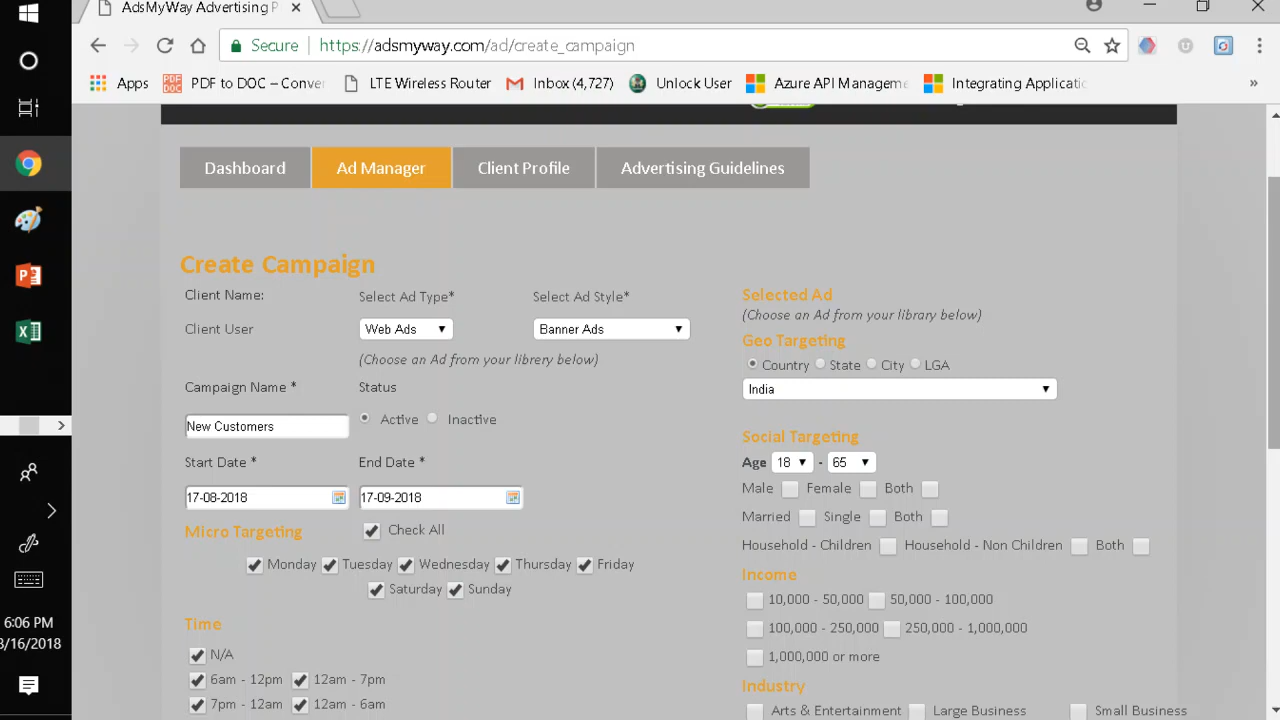 AdsMyWay Advertising P
Secure https://adsmyway.com/ad/create_campaign
Apps PDF to DOC – Conver LTE Wireless Router Inbox (4,727) Unlock User Azure API Managem Integrating Applicati »
Dashboard Ad Manager Client Profile Advertising Guidelines
Create Campaign
Client Name: Select Ad Type* Select Ad Style*
Client User Web Ads Banner Ads
(Choose an Ad from your librery below)
Campaign Name * Status
New Customers Active Inactive
Start Date * End Date *
17-08-2018 17-09-2018
Micro Targeting Check All
Monday Tuesday Wednesday Thursday Friday
Saturday Sunday
Time
N/A
6am - 12pm 12am - 7pm
7pm - 12am 12am - 6am
Selected Ad
(Choose an Ad from your library below)
Geo Targeting
Country State City LGA
India
Social Targeting
Age 18 - 65
Male Female Both
Married Single Both
Household - Children Household - Non Children Both
Income
10,000 - 50,000 50,000 - 100,000
100,000 - 250,000 250,000 - 1,000,000
1,000,000 or more
Industry
Arts & Entertainment Large Business Small Business
6:06 PM
8/16/2018